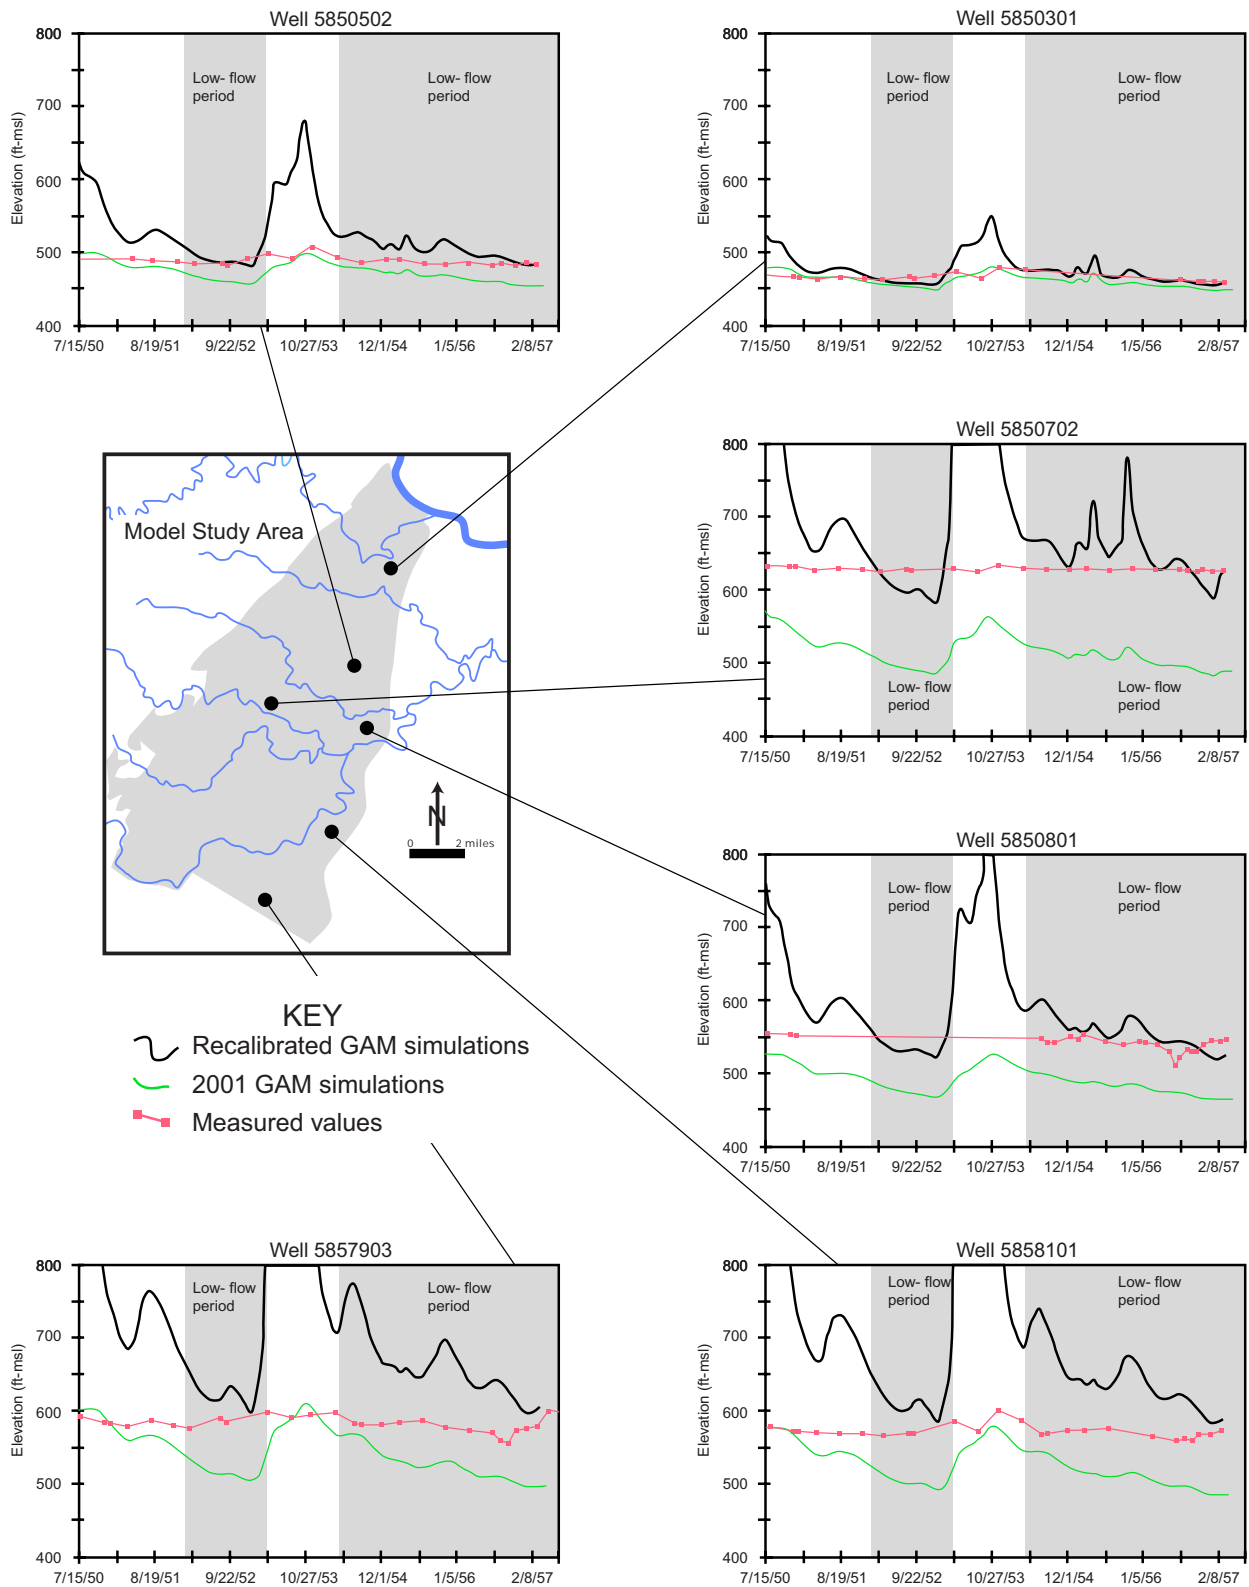 Well 5850502
Elevation (ft-msl)
800
700
600
500
400
Low- flow
period
Low- flow
period
7/15/50 8/19/51 9/22/52 10/27/53 12/1/54 1/5/56 2/8/57
Well 5850301
Elevation (ft-msl)
800
700
600
500
400
Low- flow
period
Low- flow
period
7/15/50 8/19/51 9/22/52 10/27/53 12/1/54 1/5/56 2/8/57
Model Study Area
N
0 2 miles
Well 5850702
Elevation (ft-msl)
800
700
600
500
400
Low- flow
period
Low- flow
period
7/15/50 8/19/51 9/22/52 10/27/53 12/1/54 1/5/56 2/8/57
Well 5850801
Elevation (ft-msl)
800
700
600
500
400
Low- flow
period
Low- flow
period
7/15/50 8/19/51 9/22/52 10/27/53 12/1/54 1/5/56 2/8/57
KEY
Recalibrated GAM simulations
2001 GAM simulations
Measured values
Well 5857903
Elevation (ft-msl)
800
700
600
500
400
Low- flow
period
Low- flow
period
7/15/50 8/19/51 9/22/52 10/27/53 12/1/54 1/5/56 2/8/57
Well 5858101
Elevation (ft-msl)
800
700
600
500
400
Low- flow
period
Low- flow
period
7/15/50 8/19/51 9/22/52 10/27/53 12/1/54 1/5/56 2/8/57